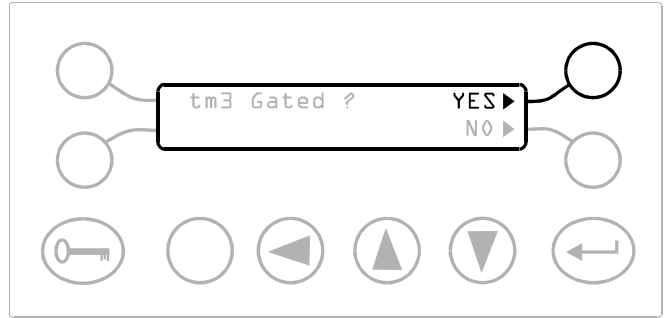 tm3 Gated ? YES
NO